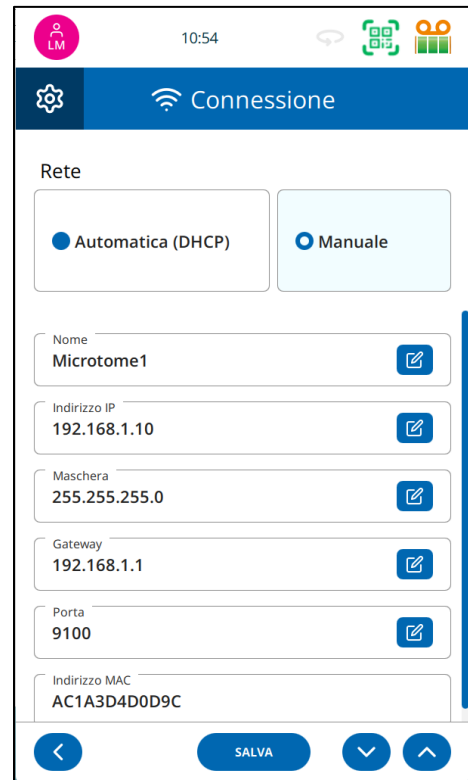 LM
10:54
Connessione
Rete
Automatica (DHCP)
Manuale
Nome
Microtome1
Indirizzo IP
192.168.1.10
Maschera
255.255.255.0
Gateway
192.168.1.1
Porta
9100
Indirizzo MAC
AC1A3D4D0D9C
SALVA